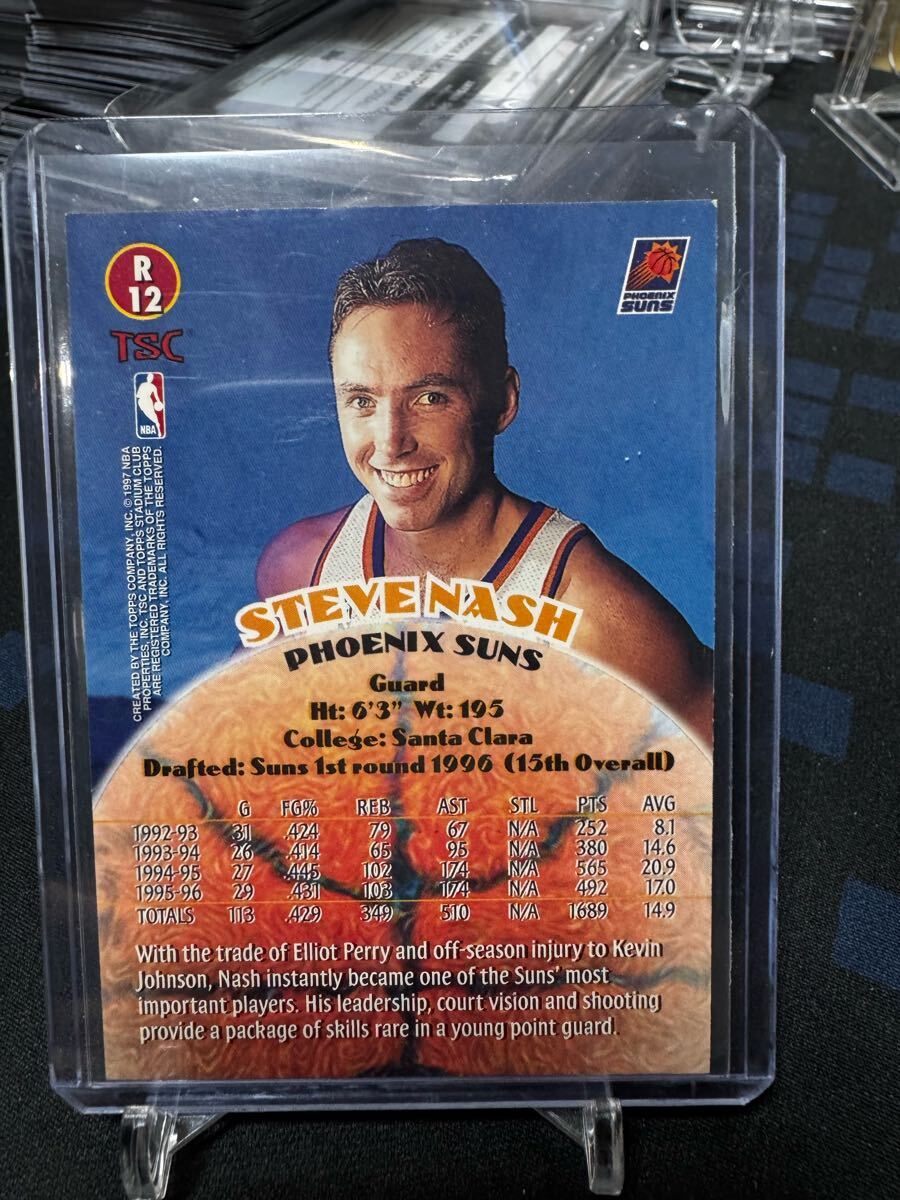 R
12
TSC
NBA
PHOENIX
SUNS
CREATED BY THE TOPPS COMPANY, INC. © 1997 NBA
PROPERTIES, INC. TSC AND TOPPS STADIUM CLUB
ARE REGISTERED TRADEMARKS OF THE TOPPS
COMPANY, INC. ALL RIGHTS RESERVED.
STEVE NASH
PHOENIX SUNS
Guard
Ht: 6'3" Wt: 195
College: Santa Clara
Drafted: Suns 1st round 1996 (15th Overall)
G FG% REB AST STL PTS AVG
1992-93 31 .424 79 67 N/A 252 8.1
1993-94 26 .414 65 95 N/A 380 14.6
1994-95 27 .445 102 174 N/A 565 20.9
1995-96 29 .431 103 174 N/A 492 17.0
TOTALS 113 .429 349 510 N/A 1689 14.9
With the trade of Elliot Perry and off-season injury to Kevin
Johnson, Nash instantly became one of the Suns' most
important players. His leadership, court vision and shooting
provide a package of skills rare in a young point guard.